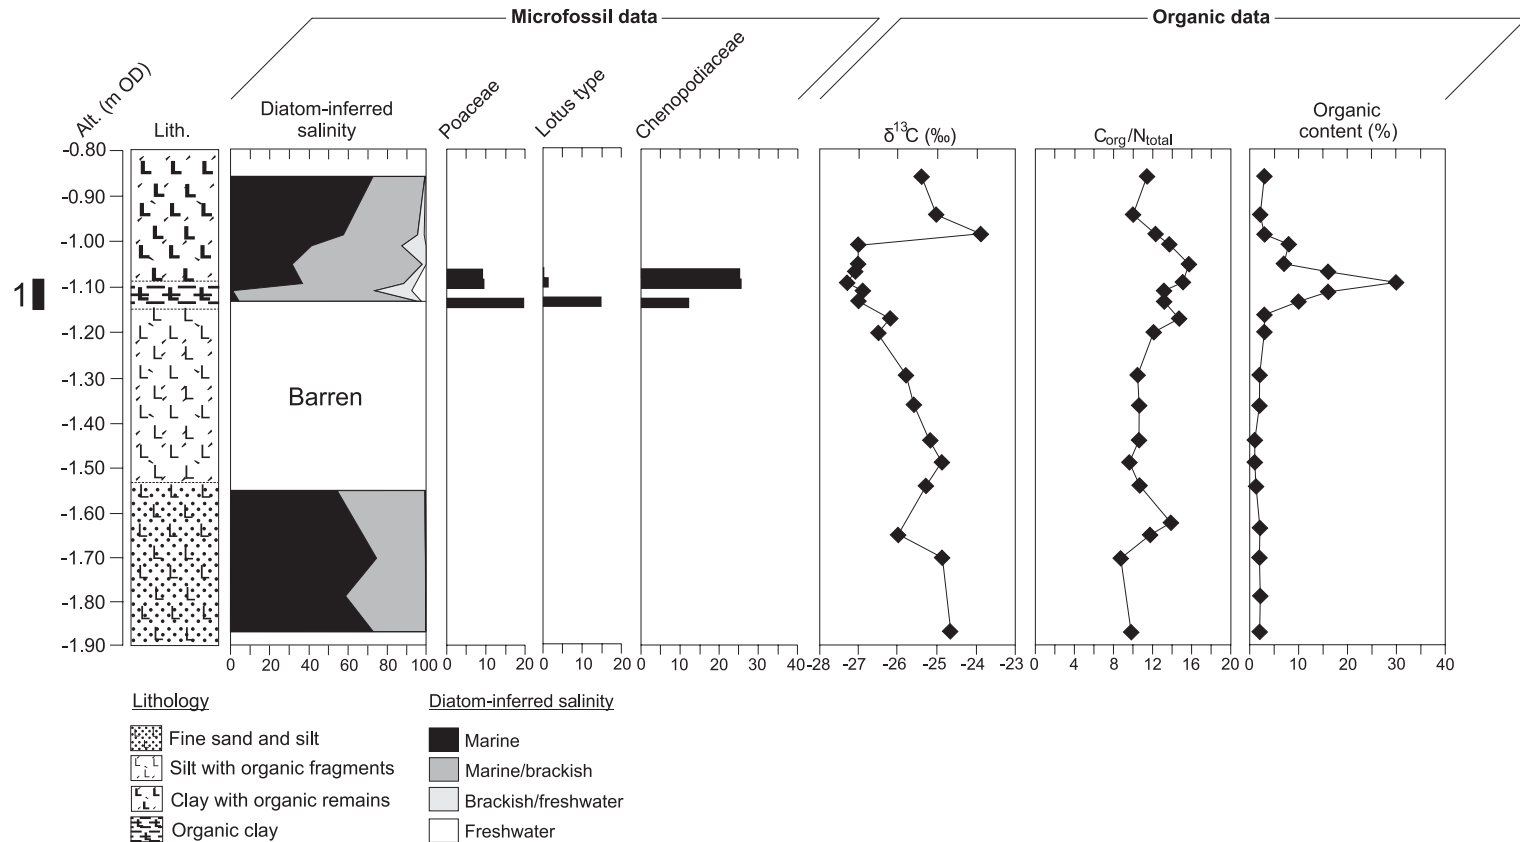 Microfossil data
Organic data
Alt. (m OD)
Lith.
Diatom-inferred
salinity
Poaceae
Lotus type
Chenopodiaceae
δ¹³C (‰)
Corg/Ntotal
Organic
content (%)
-0.80
-0.90
-1.00
-1.10
-1.20
-1.30
-1.40
-1.50
-1.60
-1.70
-1.80
-1.90
1
Barren
0 20 40 60 80 100
0 10 20
0 10 20
0 10 20 30 40
-28 -27 -26 -25 -24 -23
0 4 8 12 16 20
0 10 20 30 40
Lithology
Fine sand and silt
Silt with organic fragments
Clay with organic remains
Organic clay
Diatom-inferred salinity
Marine
Marine/brackish
Brackish/freshwater
Freshwater